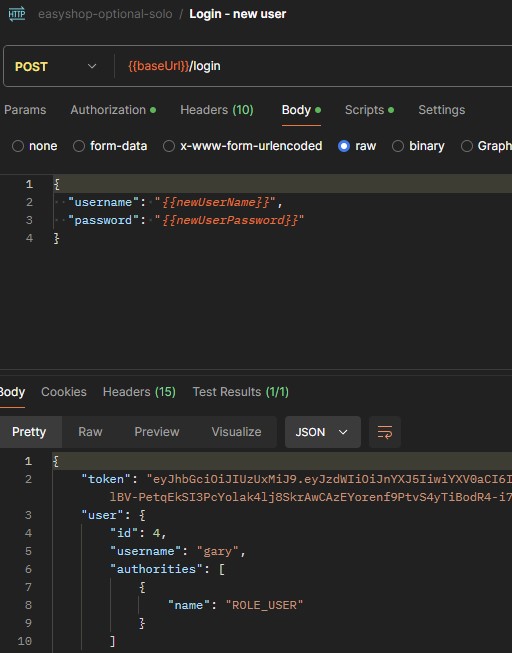 HTTP easyshop-optional-solo / Login - new user
POST {{baseUrl}}/login
Params Authorization Headers (10) Body Scripts Settings
none form-data x-www-form-urlencoded raw binary Graph
1 {
2 "username": "{{newUserName}}",
3 "password": "{{newUserPassword}}"
4 }
Body Cookies Headers (15) Test Results (1/1)
Pretty Raw Preview Visualize JSON
1 {
2 "token": "eyJhbGciOiJIUzUxMiJ9.eyJzdWIiOiJnYXJ5IiwiYXV0aCI6I
lBV-PetqEkSI3PcYolak4lj8SkrAwCAzEYorenf9PtvS4yTiBodR4-i7
3 "user": {
4 "id": 4,
5 "username": "gary",
6 "authorities": [
7 {
8 "name": "ROLE_USER"
9 }
10 ]